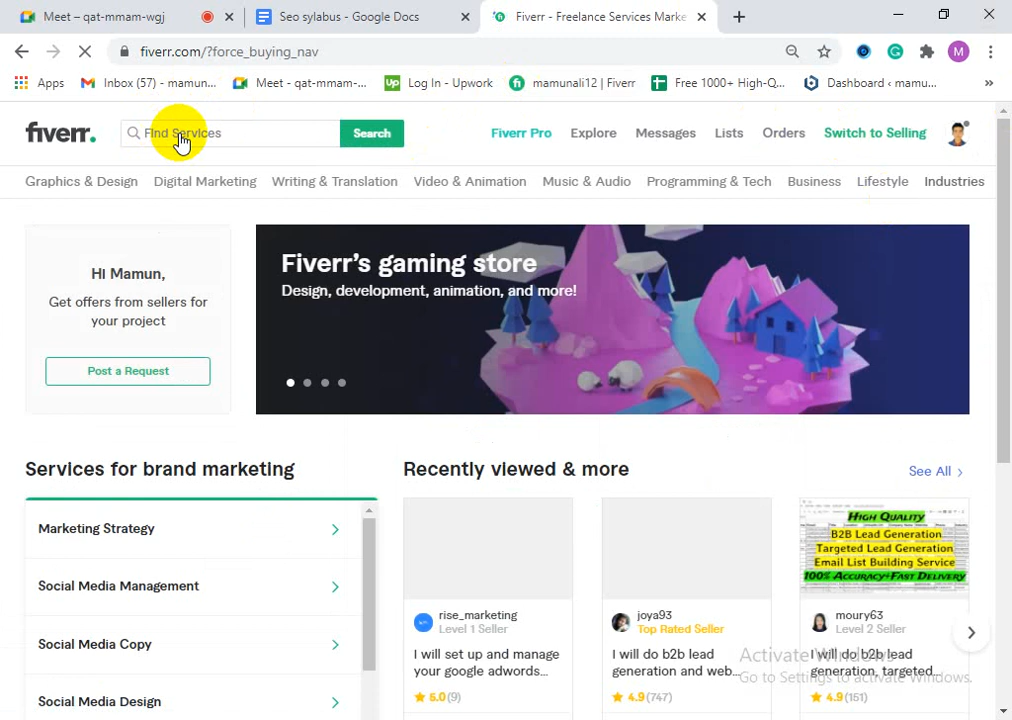 Meet – qat-mmam-wgj
Seo sylabus - Google Docs
Fiverr - Freelance Services Marke
fiverr.com/?force_buying_nav
M
Apps
Inbox (57) - mamun...
Meet - qat-mmam-...
Up Log In - Upwork
mamunali12 | Fiverr
Free 1000+ High-Q...
Dashboard ‹ mamu...
»
fiverr.
Find Services
Search
Fiverr Pro
Explore
Messages
Lists
Orders
Switch to Selling
Graphics & Design
Digital Marketing
Writing & Translation
Video & Animation
Music & Audio
Programming & Tech
Business
Lifestyle
Industries
Hi Mamun,
Get offers from sellers for
your project
Post a Request
Fiverr's gaming store
Design, development, animation, and more!
Services for brand marketing
Marketing Strategy
Social Media Management
Social Media Copy
Social Media Design
Recently viewed & more
See All
rise_marketing
Level 1 Seller
I will set up and manage
your google adwords...
5.0 (9)
joya93
Top Rated Seller
I will do b2b lead
generation and web...
4.9 (747)
High Quality
B2B Lead Generation
Targeted Lead Generation
Email List Building Service
100% Accuracy+Fast Delivery
moury63
Level 2 Seller
I will do b2b lead
generation, targeted...
4.9 (151)
Activate Windows
Go to Settings to activate Windows.